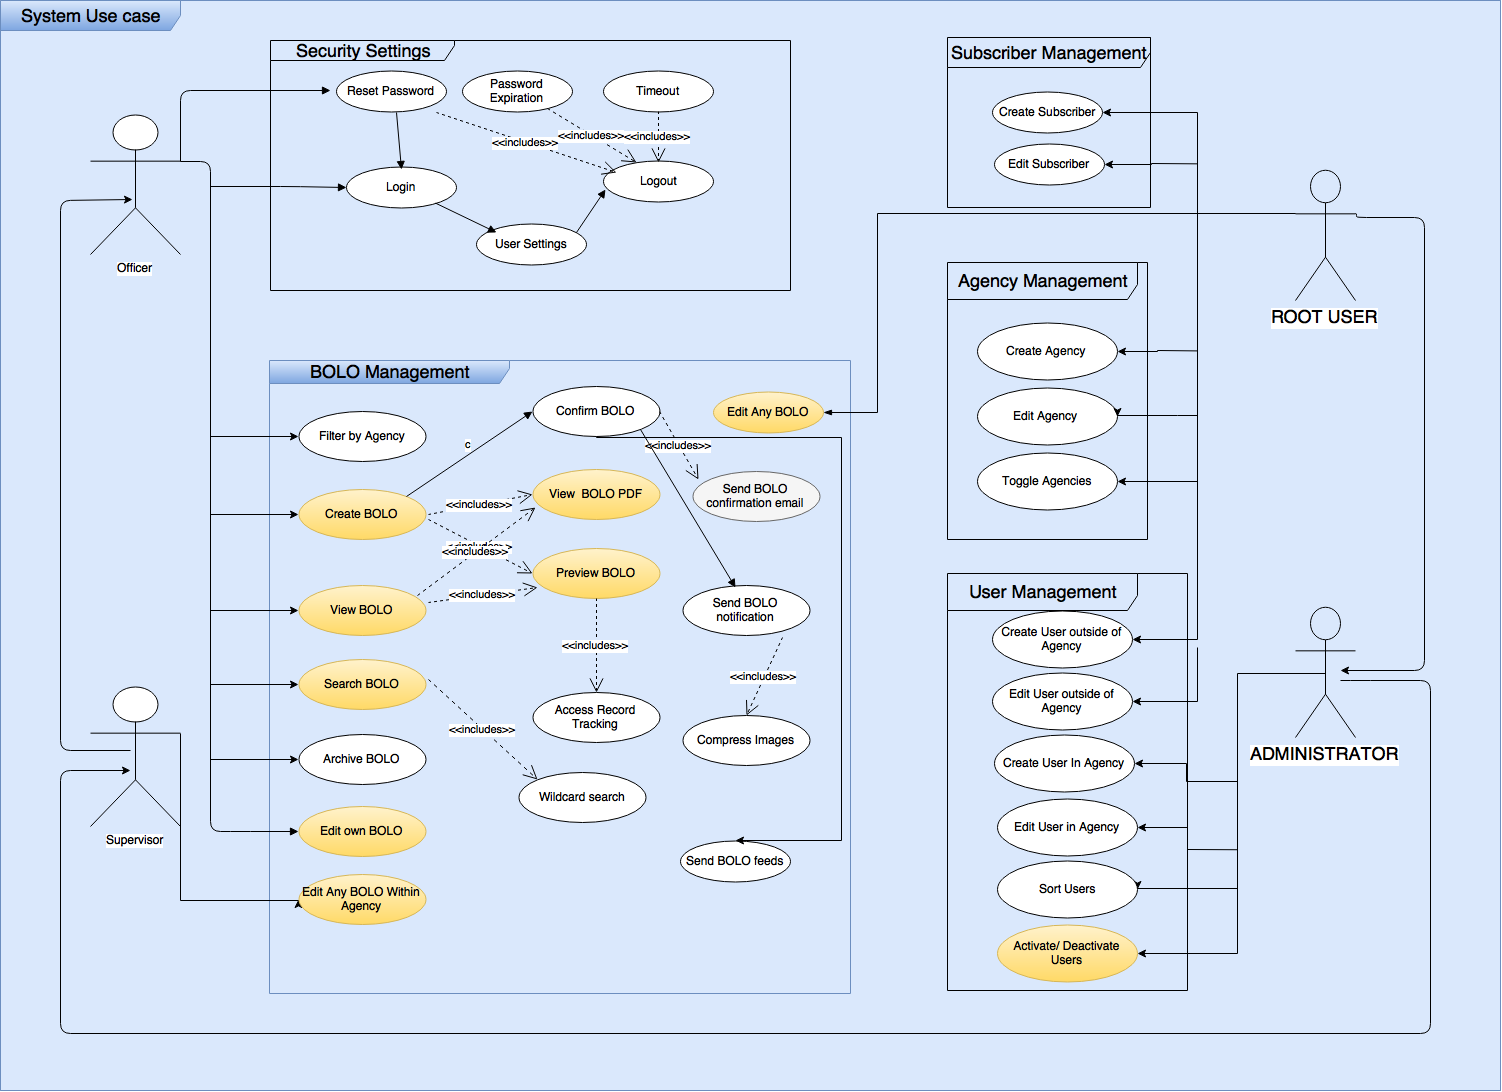 System Use case
Security Settings
Reset Password
Password
Expiration
Timeout
<<includes>>
<<includes>>
<<includes>>
Login
Logout
User Settings
Officer
Subscriber Management
Create Subscriber
Edit Subscriber
ROOT USER
Agency Management
Create Agency
Edit Agency
Toggle Agencies
BOLO Management
Filter by Agency
Confirm BOLO
Edit Any BOLO
c
<<includes>>
Create BOLO
<<includes>>
View BOLO PDF
Send BOLO
confirmation email
<<includes>>
<<includes>>
Preview BOLO
View BOLO
<<includes>>
Send BOLO
notification
<<includes>>
Search BOLO
<<includes>>
Access Record
Tracking
<<includes>>
Compress Images
Archive BOLO
Wildcard search
Edit own BOLO
Send BOLO feeds
Edit Any BOLO Within
Agency
Supervisor
User Management
Create User outside of
Agency
Edit User outside of
Agency
Create User In Agency
Edit User in Agency
Sort Users
Activate/ Deactivate
Users
ADMINISTRATOR